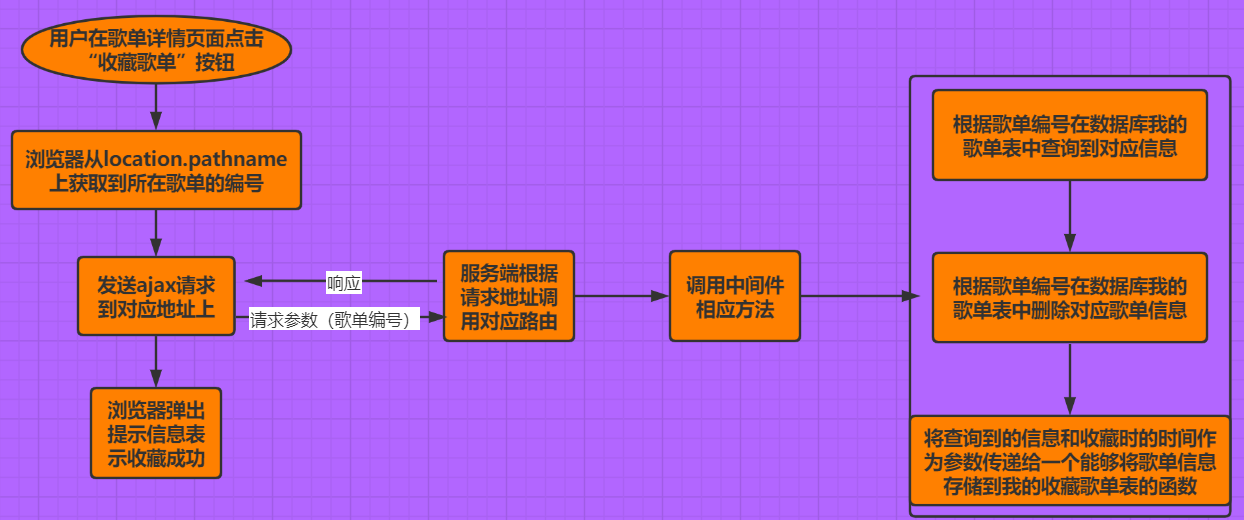 用户在歌单详情页面点击
“收藏歌单”按钮
浏览器从location.pathname
上获取到所在歌单的编号
发送ajax请求
到对应地址上
浏览器弹出
提示信息表
示收藏成功
响应
请求参数（歌单编号）
服务端根据
请求地址调
用对应路由
调用中间件
相应方法
根据歌单编号在数据库我的
歌单表中查询到对应信息
根据歌单编号在数据库我的
歌单表中删除对应歌单信息
将查询到的信息和收藏时的时间作
为参数传递给一个能够将歌单信息
存储到我的收藏歌单表的函数